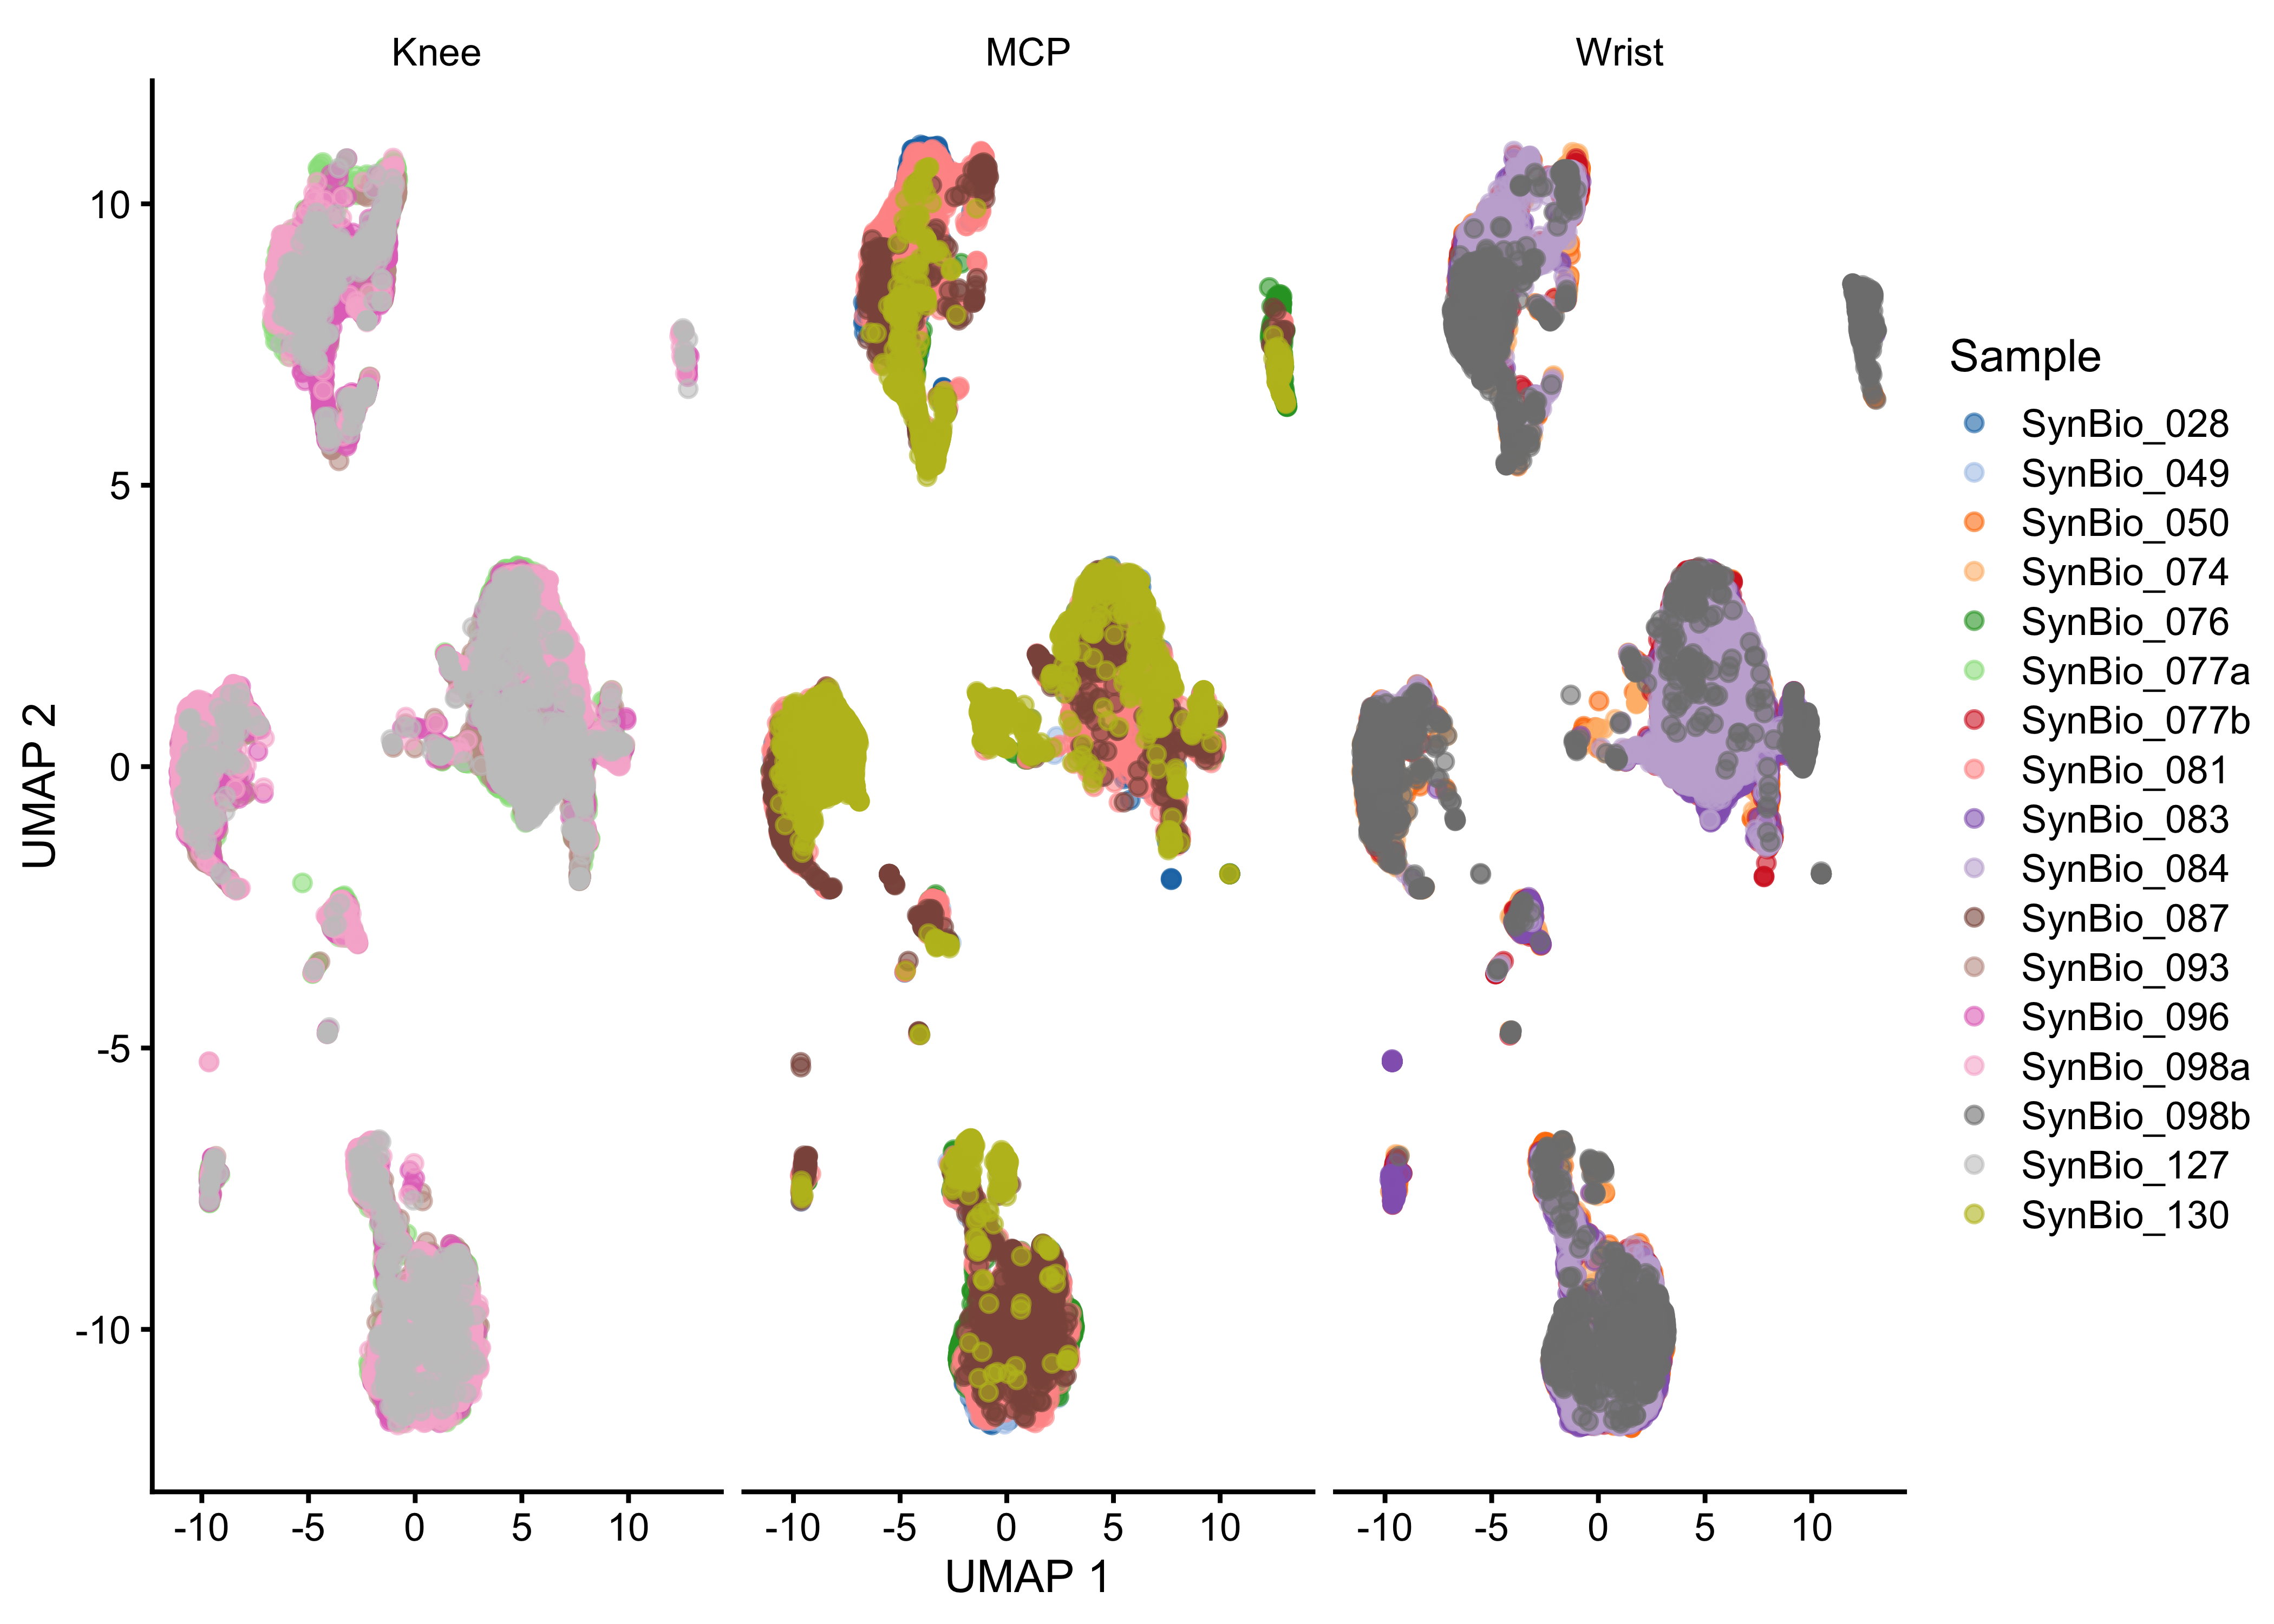 Knee MCP Wrist
10
5
0
-5
-10
UMAP 2
-10 -5 0 5 10 -10 -5 0 5 10 -10 -5 0 5 10
UMAP 1
Sample
SynBio_028
SynBio_049
SynBio_050
SynBio_074
SynBio_076
SynBio_077a
SynBio_077b
SynBio_081
SynBio_083
SynBio_084
SynBio_087
SynBio_093
SynBio_096
SynBio_098a
SynBio_098b
SynBio_127
SynBio_130